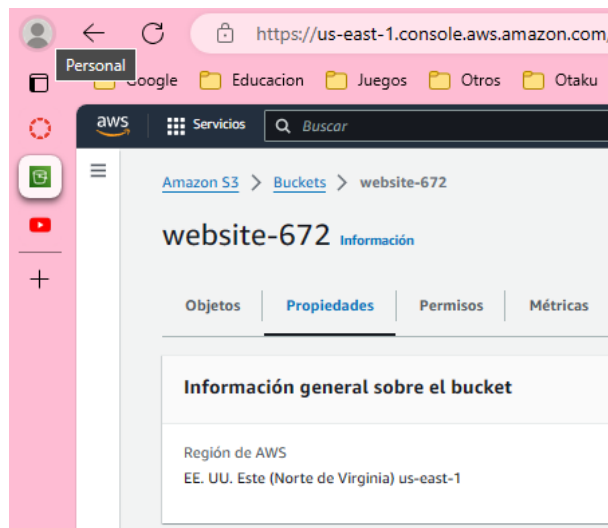 https://us-east-1.console.aws.amazon.com
Personal
Google Educacion Juegos Otros Otaku
aws Servicios Buscar
Amazon S3 > Buckets > website-672
website-672 Información
Objetos Propiedades Permisos Métricas
Información general sobre el bucket
Región de AWS
EE. UU. Este (Norte de Virginia) us-east-1